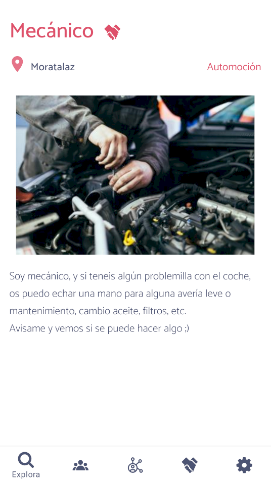 Mecánico
Moratalaz
Automoción
Soy mecánico, y si teneis algún problemilla con el coche,
os puedo echar una mano para alguna averia leve o
mantenimiento, cambio aceite, filtros, etc.
Avisame y vemos si se puede hacer algo :)
Explora